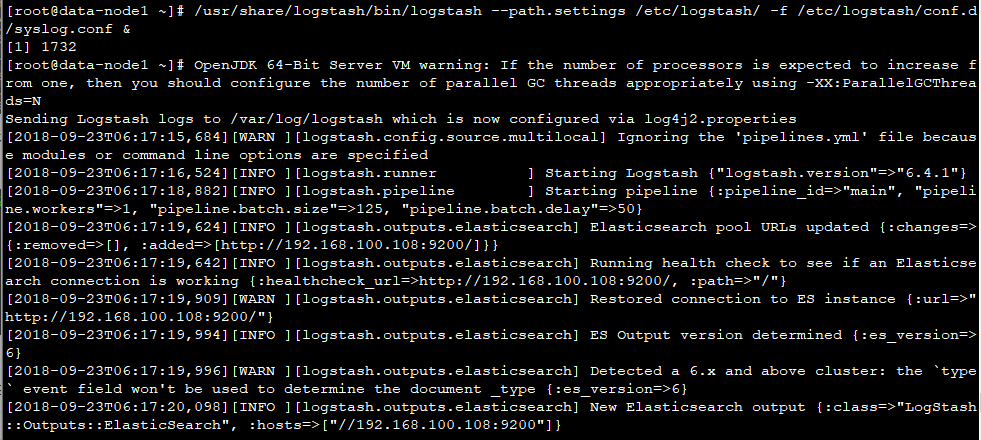 [root@data-node1 ~]# /usr/share/logstash/bin/logstash --path.settings /etc/logstash/ -f /etc/logstash/conf.d
/syslog.conf &
[1] 1732
[root@data-node1 ~]# OpenJDK 64-Bit Server VM warning: If the number of processors is expected to increase f
rom one, then you should configure the number of parallel GC threads appropriately using -XX:ParallelGCThrea
ds=N
Sending Logstash logs to /var/log/logstash which is now configured via log4j2.properties
[2018-09-23T06:17:15,684][WARN ][logstash.config.source.multilocal] Ignoring the 'pipelines.yml' file becaus
e modules or command line options are specified
[2018-09-23T06:17:16,524][INFO ][logstash.runner          ] Starting Logstash {"logstash.version"=>"6.4.1"}
[2018-09-23T06:17:18,882][INFO ][logstash.pipeline        ] Starting pipeline {:pipeline_id=>"main", "pipeli
ne.workers"=>1, "pipeline.batch.size"=>125, "pipeline.batch.delay"=>50}
[2018-09-23T06:17:19,624][INFO ][logstash.outputs.elasticsearch] Elasticsearch pool URLs updated {:changes=>
{:removed=>[], :added=>[http://192.168.100.108:9200/]}}
[2018-09-23T06:17:19,642][INFO ][logstash.outputs.elasticsearch] Running health check to see if an Elasticse
arch connection is working {:healthcheck_url=>http://192.168.100.108:9200/, :path=>"/"}
[2018-09-23T06:17:19,909][WARN ][logstash.outputs.elasticsearch] Restored connection to ES instance {:url=>"
http://192.168.100.108:9200/"}
[2018-09-23T06:17:19,994][INFO ][logstash.outputs.elasticsearch] ES Output version determined {:es_version=>
6}
[2018-09-23T06:17:19,996][WARN ][logstash.outputs.elasticsearch] Detected a 6.x and above cluster: the `type
` event field won't be used to determine the document _type {:es_version=>6}
[2018-09-23T06:17:20,098][INFO ][logstash.outputs.elasticsearch] New Elasticsearch output {:class=>"LogStash
::Outputs::ElasticSearch", :hosts=>["//192.168.100.108:9200"]}